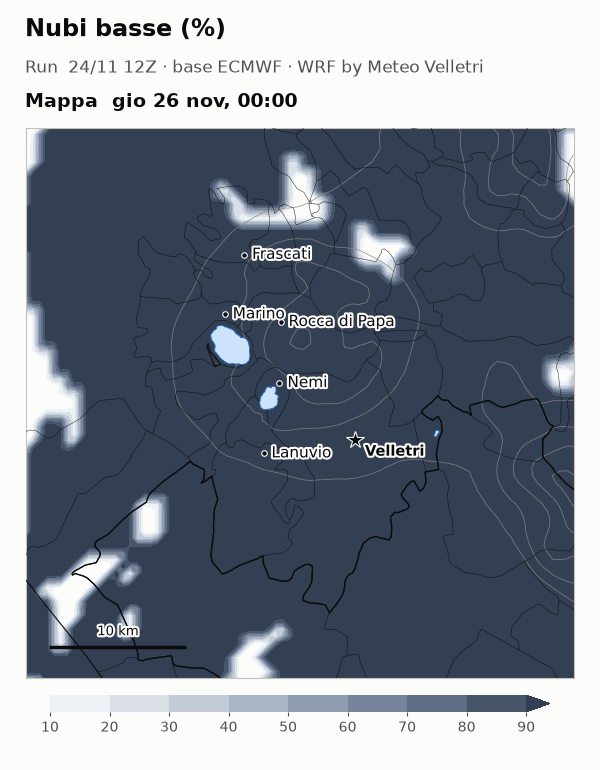 Nubi basse (%)
Run  24/11 12Z · base ECMWF · WRF by Meteo Velletri
Mappa  gio 26 nov, 00:00
Frascati
Marino
Rocca di Papa
Nemi
Velletri
Lanuvio
10 km
10 20 30 40 50 60 70 80 90